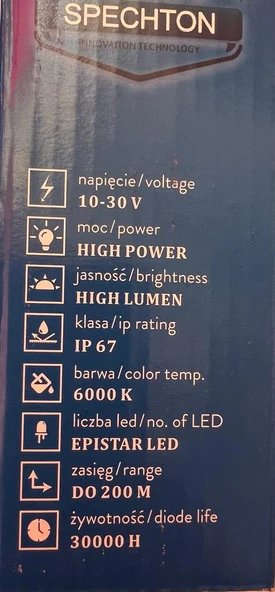 SPECHTON
INNOVATION TECHNOLOGY
napięcie/voltage
10-30 V
moc/power
HIGH POWER
jasność/brightness
HIGH LUMEN
klasa/ip rating
IP 67
barwa/color temp.
6000 K
liczba led/no. of LED
EPISTAR LED
zasięg/range
DO 200 M
żywotność/diode life
30000 H